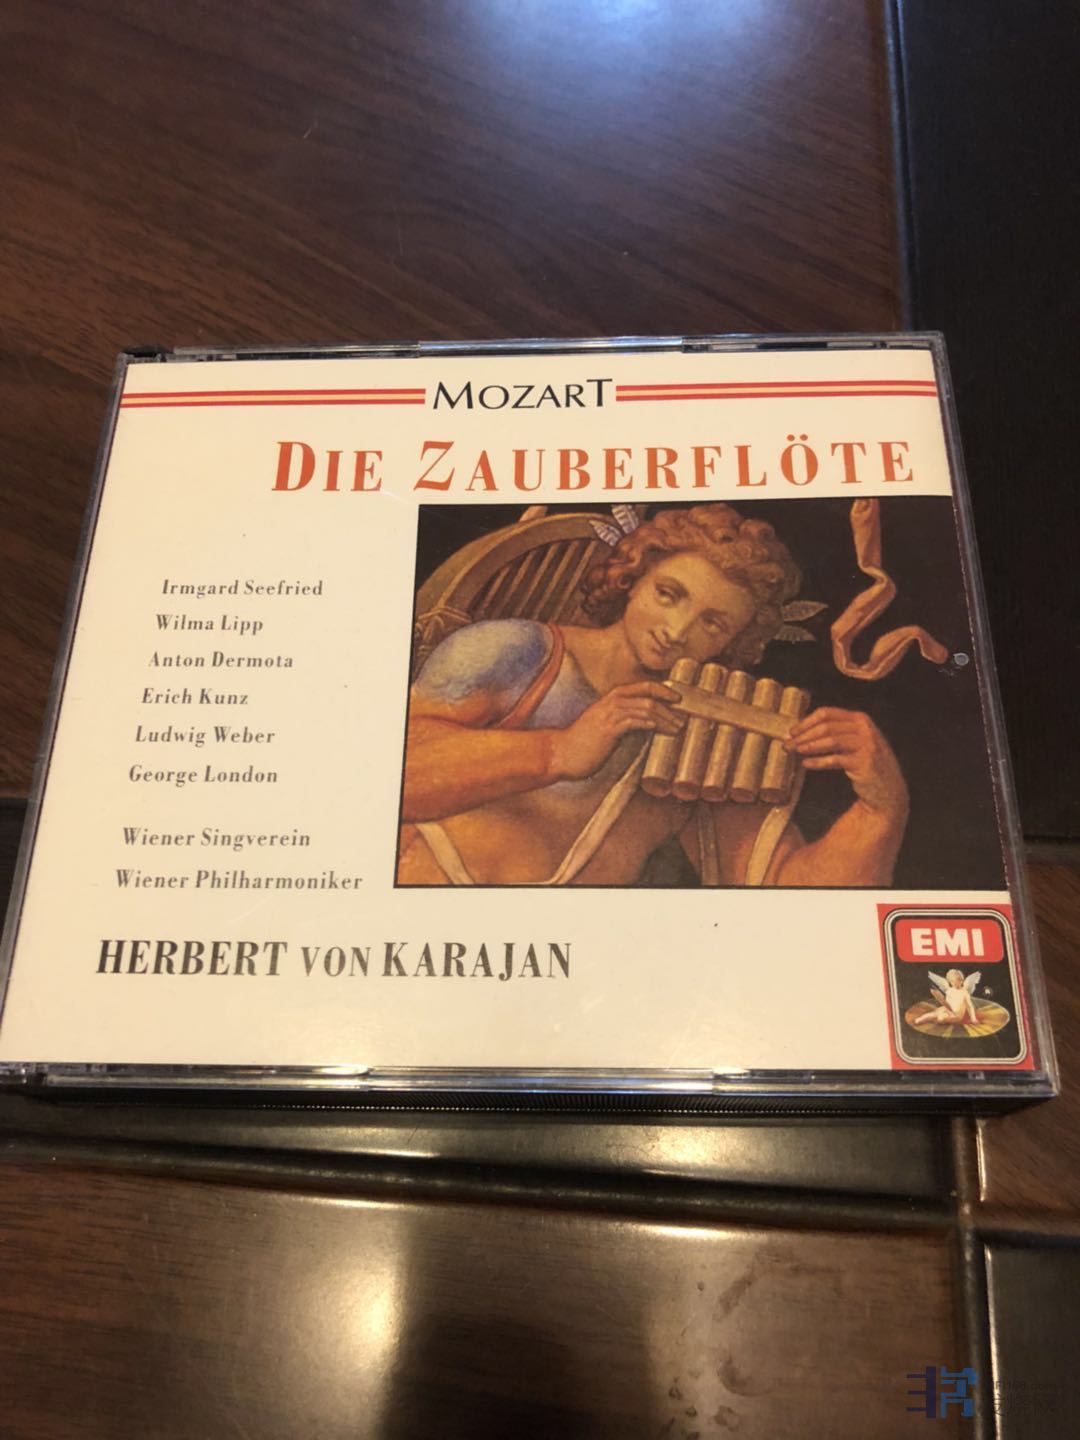 MOZART
DIE ZAUBERFLÖTE
Irmgard Seefried
Wilma Lipp
Anton Dermota
Erich Kunz
Ludwig Weber
George London
Wiener Singverein
Wiener Philharmoniker
HERBERT VON KARAJAN
EMI